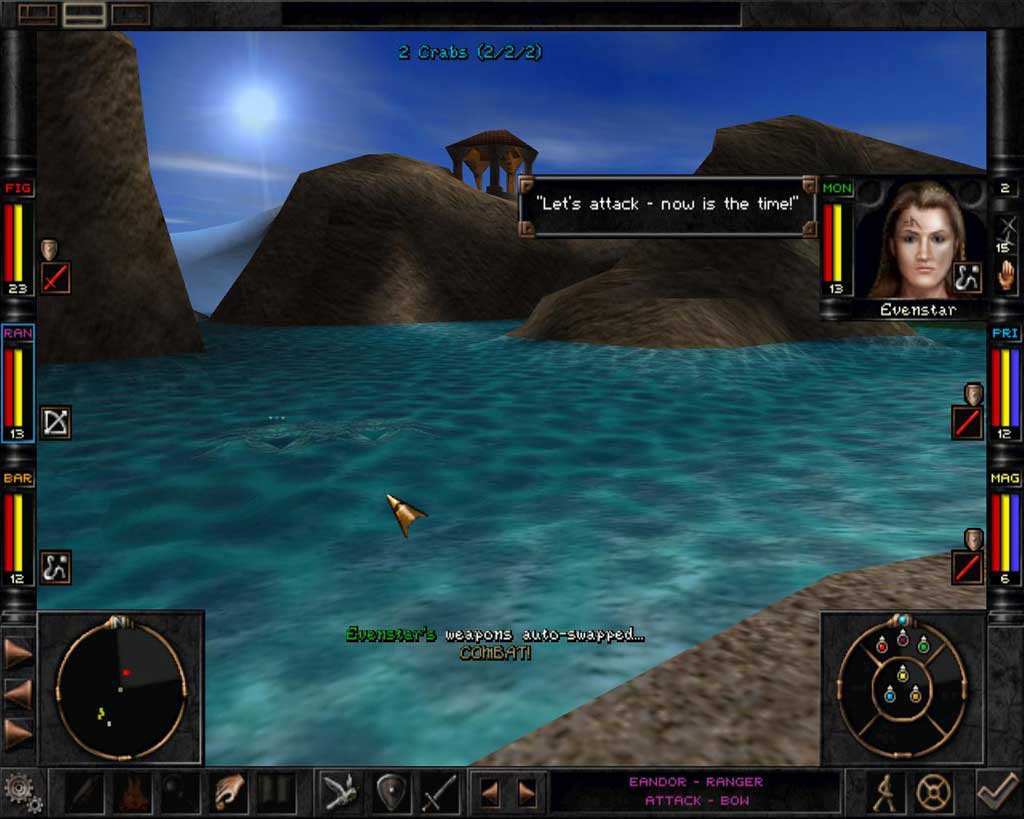 2 Crabs (2/2/2)
"Let's attack - now is the time!"
FIG
23
RAN
13
BAR
12
MON
13
Evenstar
2
15
PRI
12
MAG
6
N
Evenstar's weapons auto-swapped...
COMBAT!
EANDOR - RANGER
ATTACK - BOW